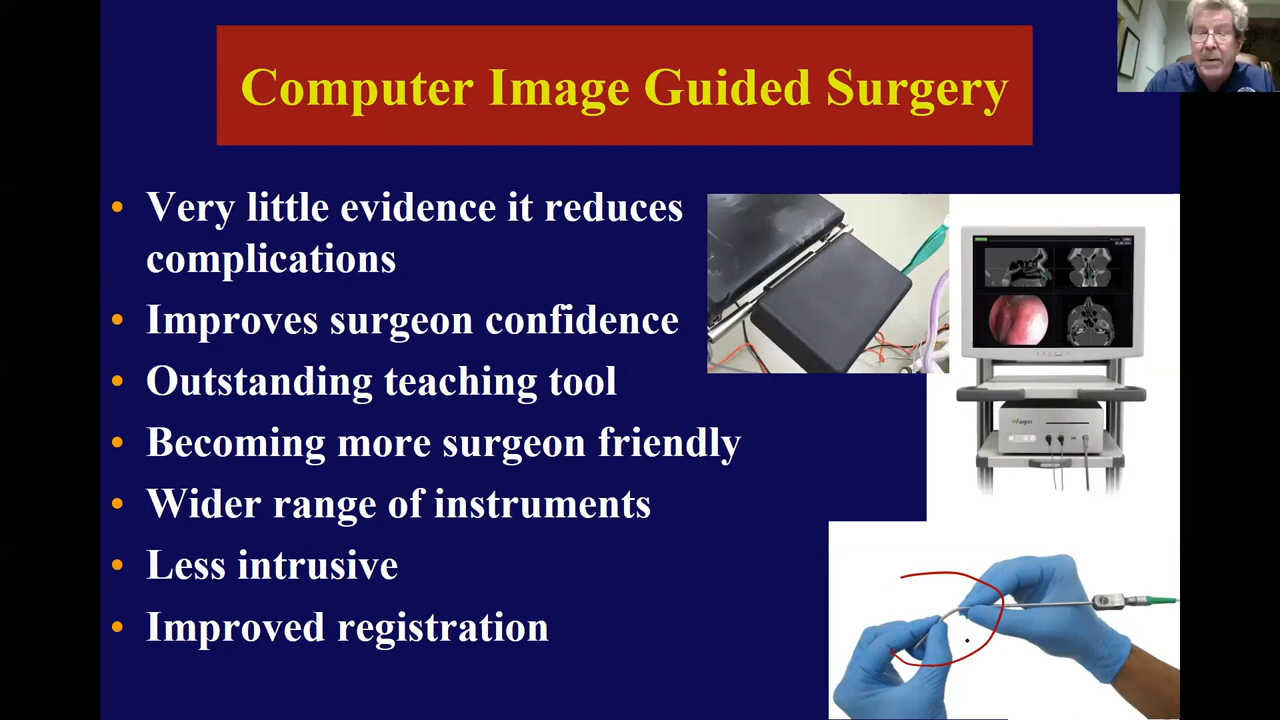 Computer Image Guided Surgery
• Very little evidence it reduces
complications
• Improves surgeon confidence
• Outstanding teaching tool
• Becoming more surgeon friendly
• Wider range of instruments
• Less intrusive
• Improved registration